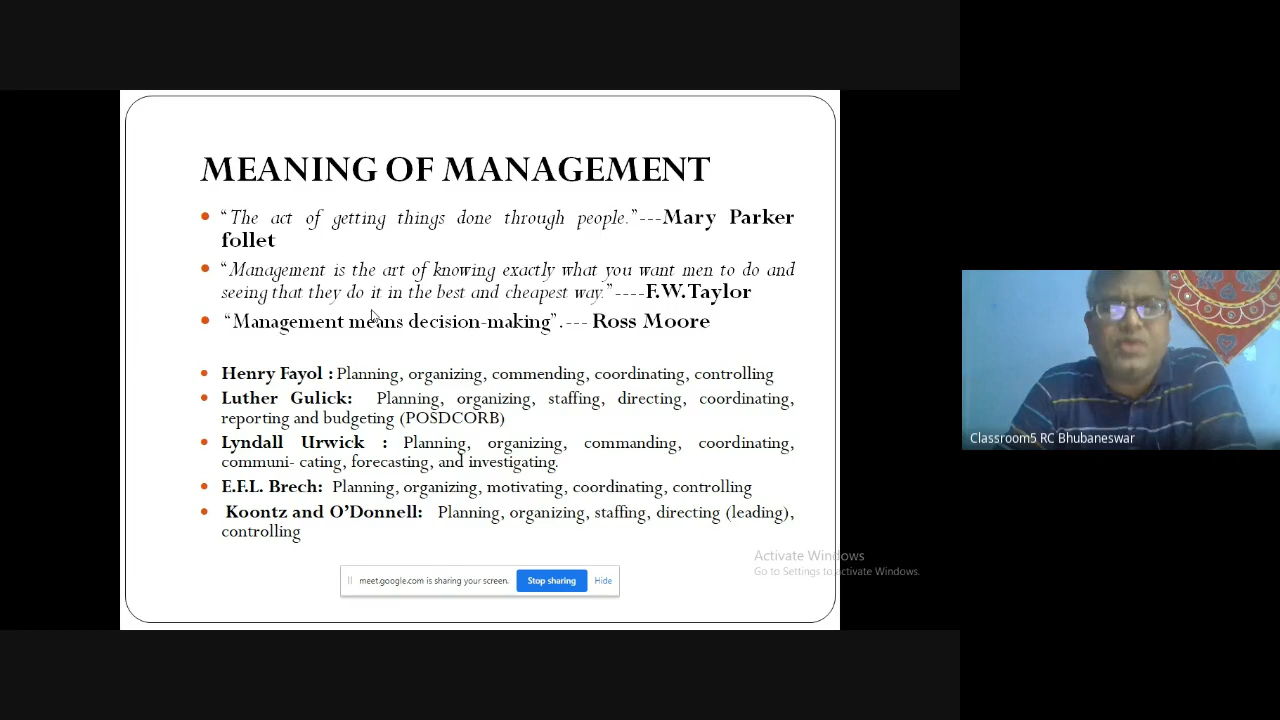 MEANING OF MANAGEMENT
“The act of getting things done through people.”---Mary Parker
follet
“Management is the art of knowing exactly what you want men to do and
seeing that they do it in the best and cheapest way.”----F.W.Taylor
“Management means decision-making”.--- Ross Moore
Henry Fayol : Planning, organizing, commending, coordinating, controlling
Luther Gulick: Planning, organizing, staffing, directing, coordinating,
reporting and budgeting (POSDCORB)
Lyndall Urwick : Planning, organizing, commanding, coordinating,
communi- cating, forecasting, and investigating.
E.F.L. Brech: Planning, organizing, motivating, coordinating, controlling
Koontz and O’Donnell: Planning, organizing, staffing, directing (leading),
controlling
meet.google.com is sharing your screen. Stop sharing Hide
Activate Windows
Go to Settings to activate Windows.
Classroom5 RC Bhubaneswar